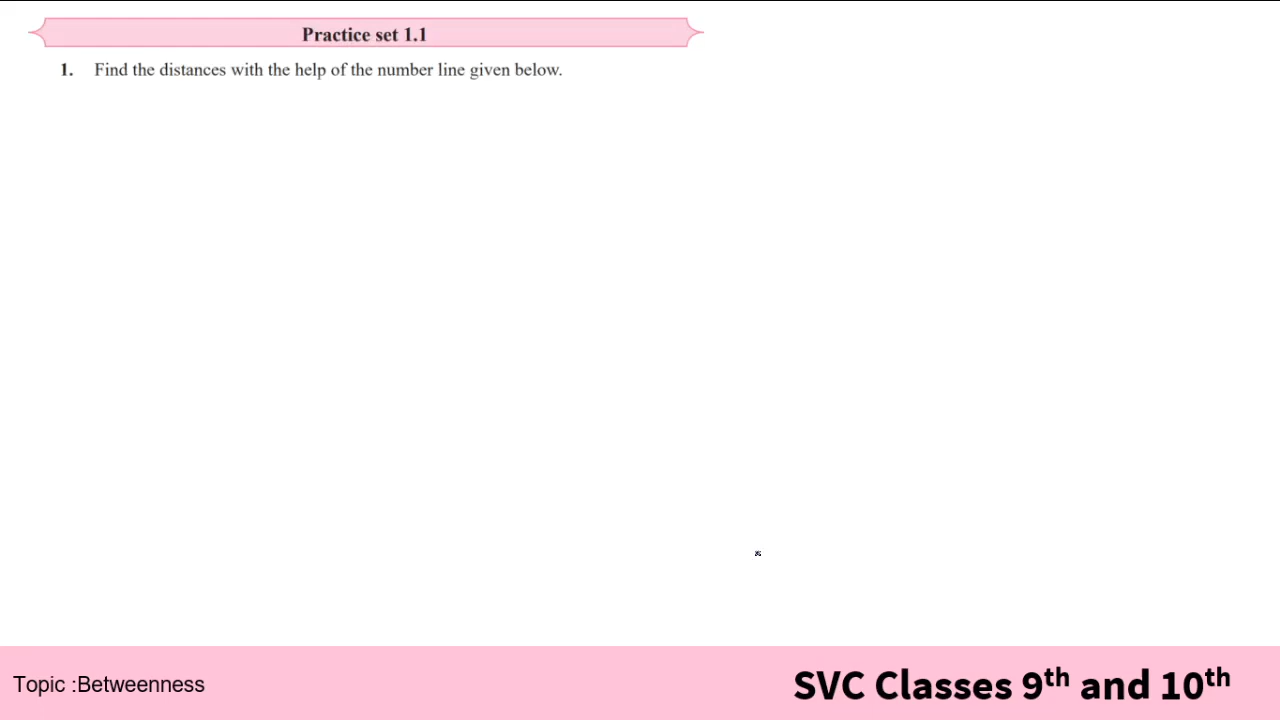 Practice set 1.1
1. Find the distances with the help of the number line given below.
Topic :Betweenness
SVC Classes 9th and 10th